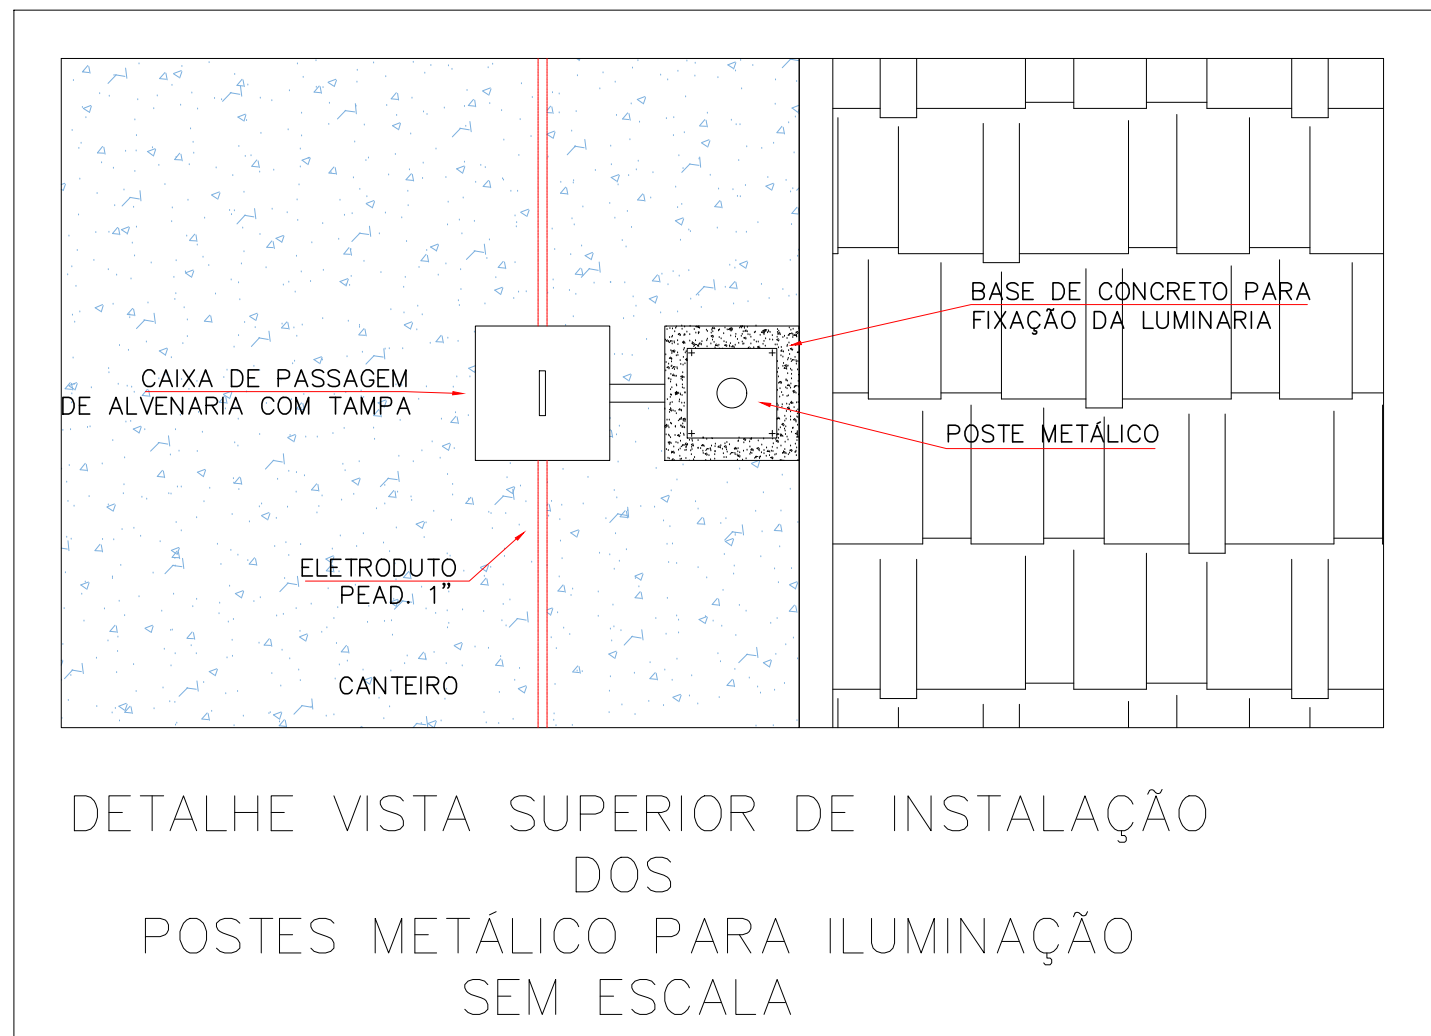 BASE DE CONCRETO PARA
FIXAÇÃO DA LUMINARIA
CAIXA DE PASSAGEM
DE ALVENARIA COM TAMPA
POSTE METÁLICO
ELETRODUTO
PEAD. 1”
CANTEIRO
DETALHE VISTA SUPERIOR DE INSTALAÇÃO
DOS
POSTES METÁLICO PARA ILUMINAÇÃO
SEM ESCALA